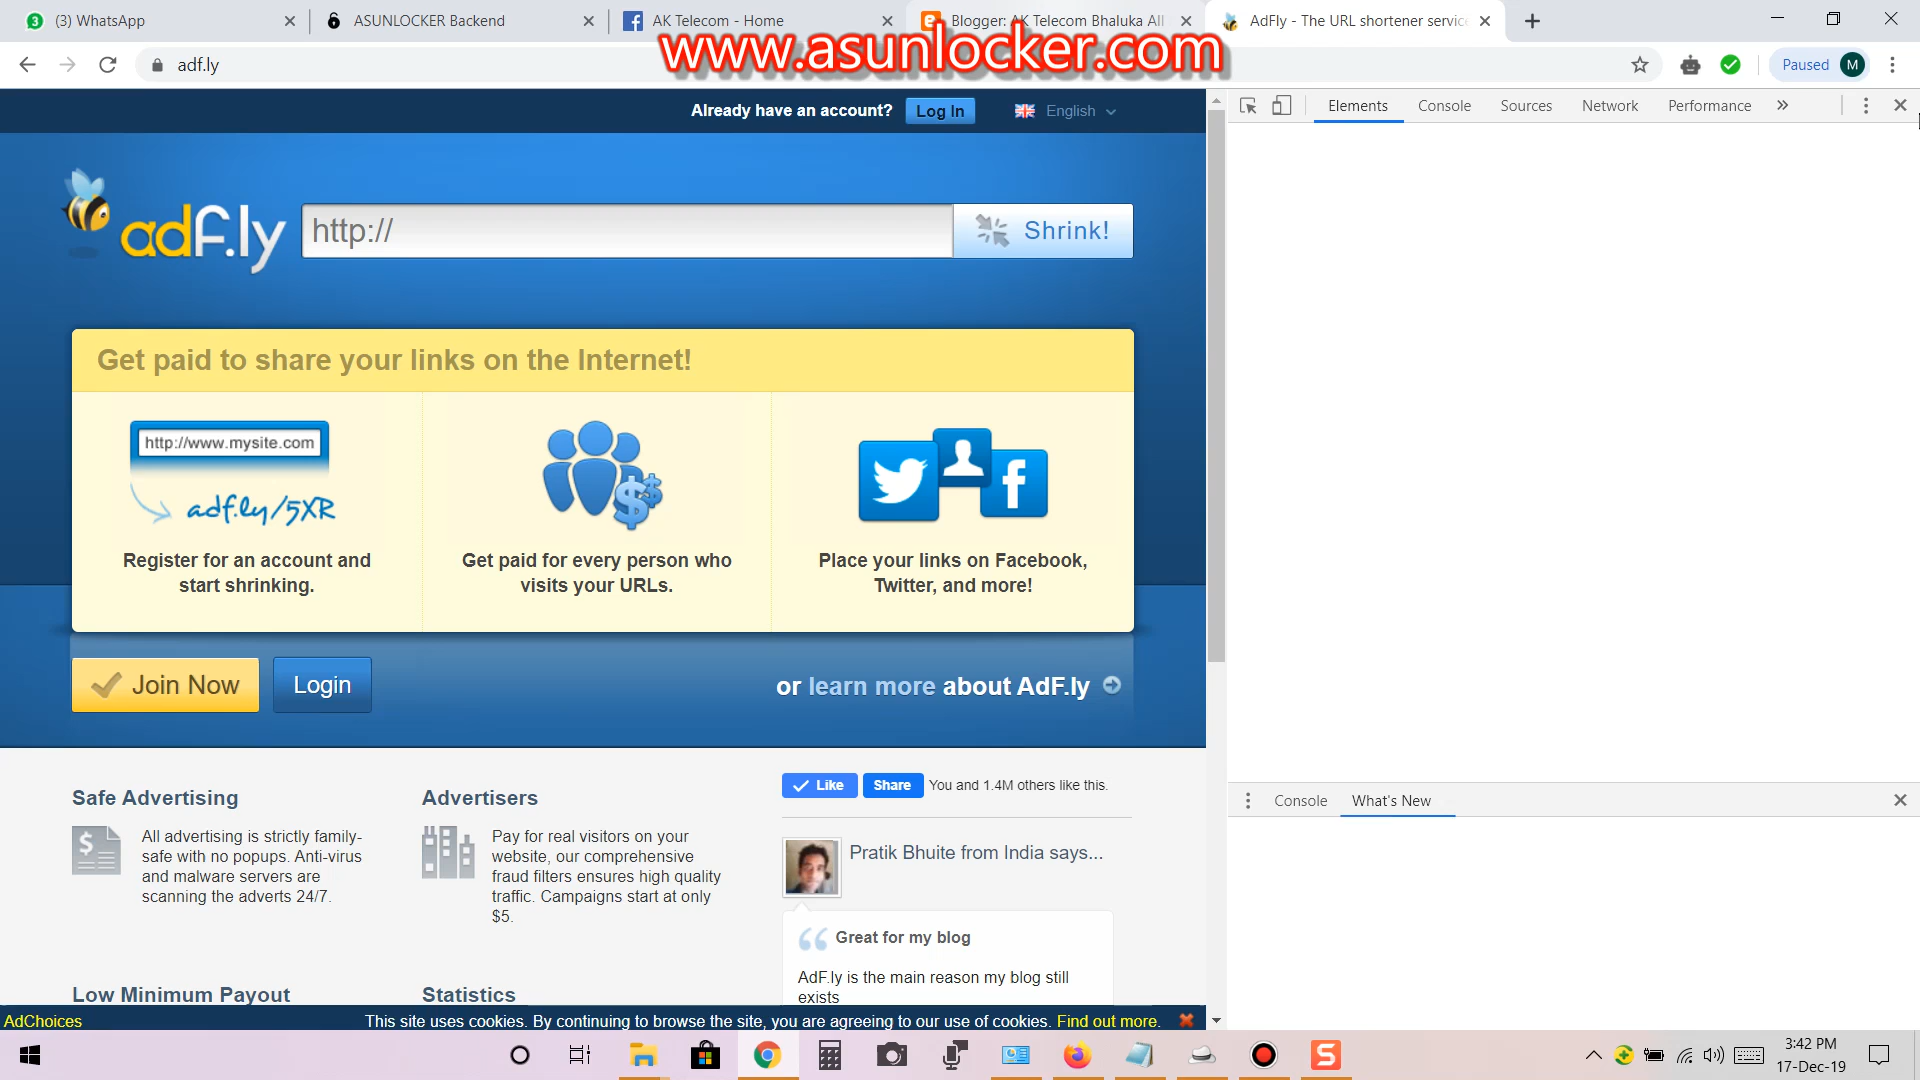 3 (3) WhatsApp
ASUNLOCKER Backend
AK Telecom - Home
Blogger: AK Telecom Bhaluka All
AdFly - The URL shortener service
www.asunlocker.com
adf.ly
Paused M
Already have an account? Log In English
Elements Console Sources Network Performance
adf.ly http:// Shrink!
Get paid to share your links on the Internet!
http://www.mysite.com
adf.ly/5XR
$$
f
Register for an account and
start shrinking.
Get paid for every person who
visits your URLs.
Place your links on Facebook,
Twitter, and more!
Join Now Login or learn more about AdF.ly
Console What's New
Safe Advertising
$
All advertising is strictly family-
safe with no popups. Anti-virus
and malware servers are
scanning the adverts 24/7.
Advertisers
Pay for real visitors on your
website, our comprehensive
fraud filters ensures high quality
traffic. Campaigns start at only
$5.
Like Share You and 1.4M others like this.
Pratik Bhuite from India says...
Great for my blog
AdF.ly is the main reason my blog still
exists
Low Minimum Payout
Statistics
AdChoices This site uses cookies. By continuing to browse the site, you are agreeing to our use of cookies. Find out more.
S
3:42 PM
17-Dec-19